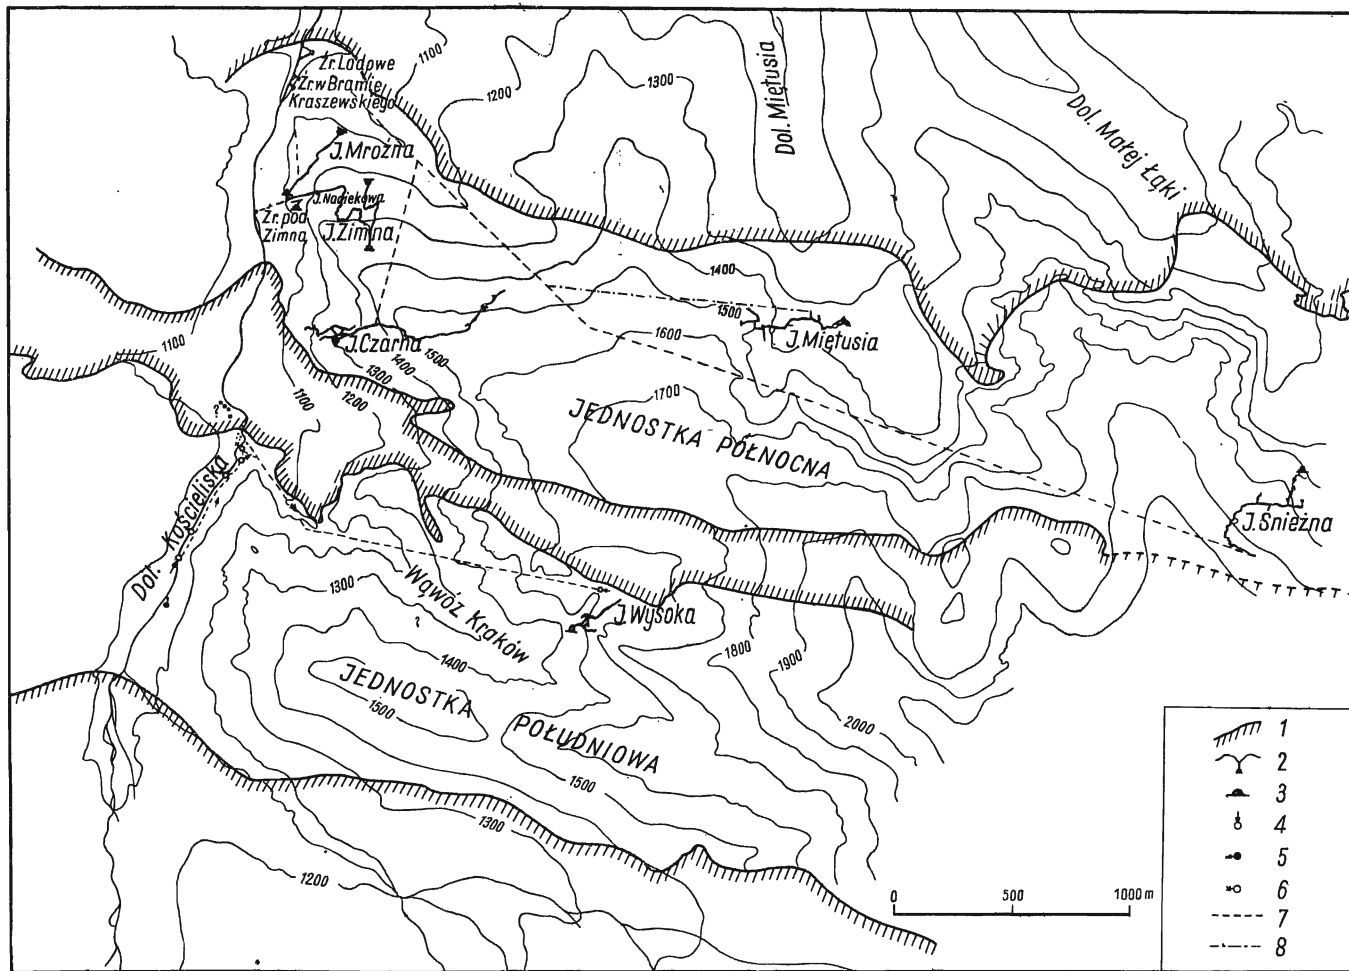 1100
1200
1300
Źr. Lodowe
Źr. w Bramie
Kraszewskiego
Dol. Miętusia
Dol. Małej Łąki
J. Mroźna
J. Naciekowa
Źr. pod
Zimną
J. Zimna
1400
1500
1100
J. Czarna
1500
1400
1300
1600
J. Miętusia
1100
1200
1700
JEDNOSTKA PÓŁNOCNA
?
Dol. Kościeliska
J. Śnieżna
1300
Wąwóz Kraków
?
J. Wysoka
1400
1800
1900
JEDNOSTKA
1500
2000
POŁUDNIOWA
1500
1300
1200
0 500 1000 m
1
2
3
4
5
6
7
8